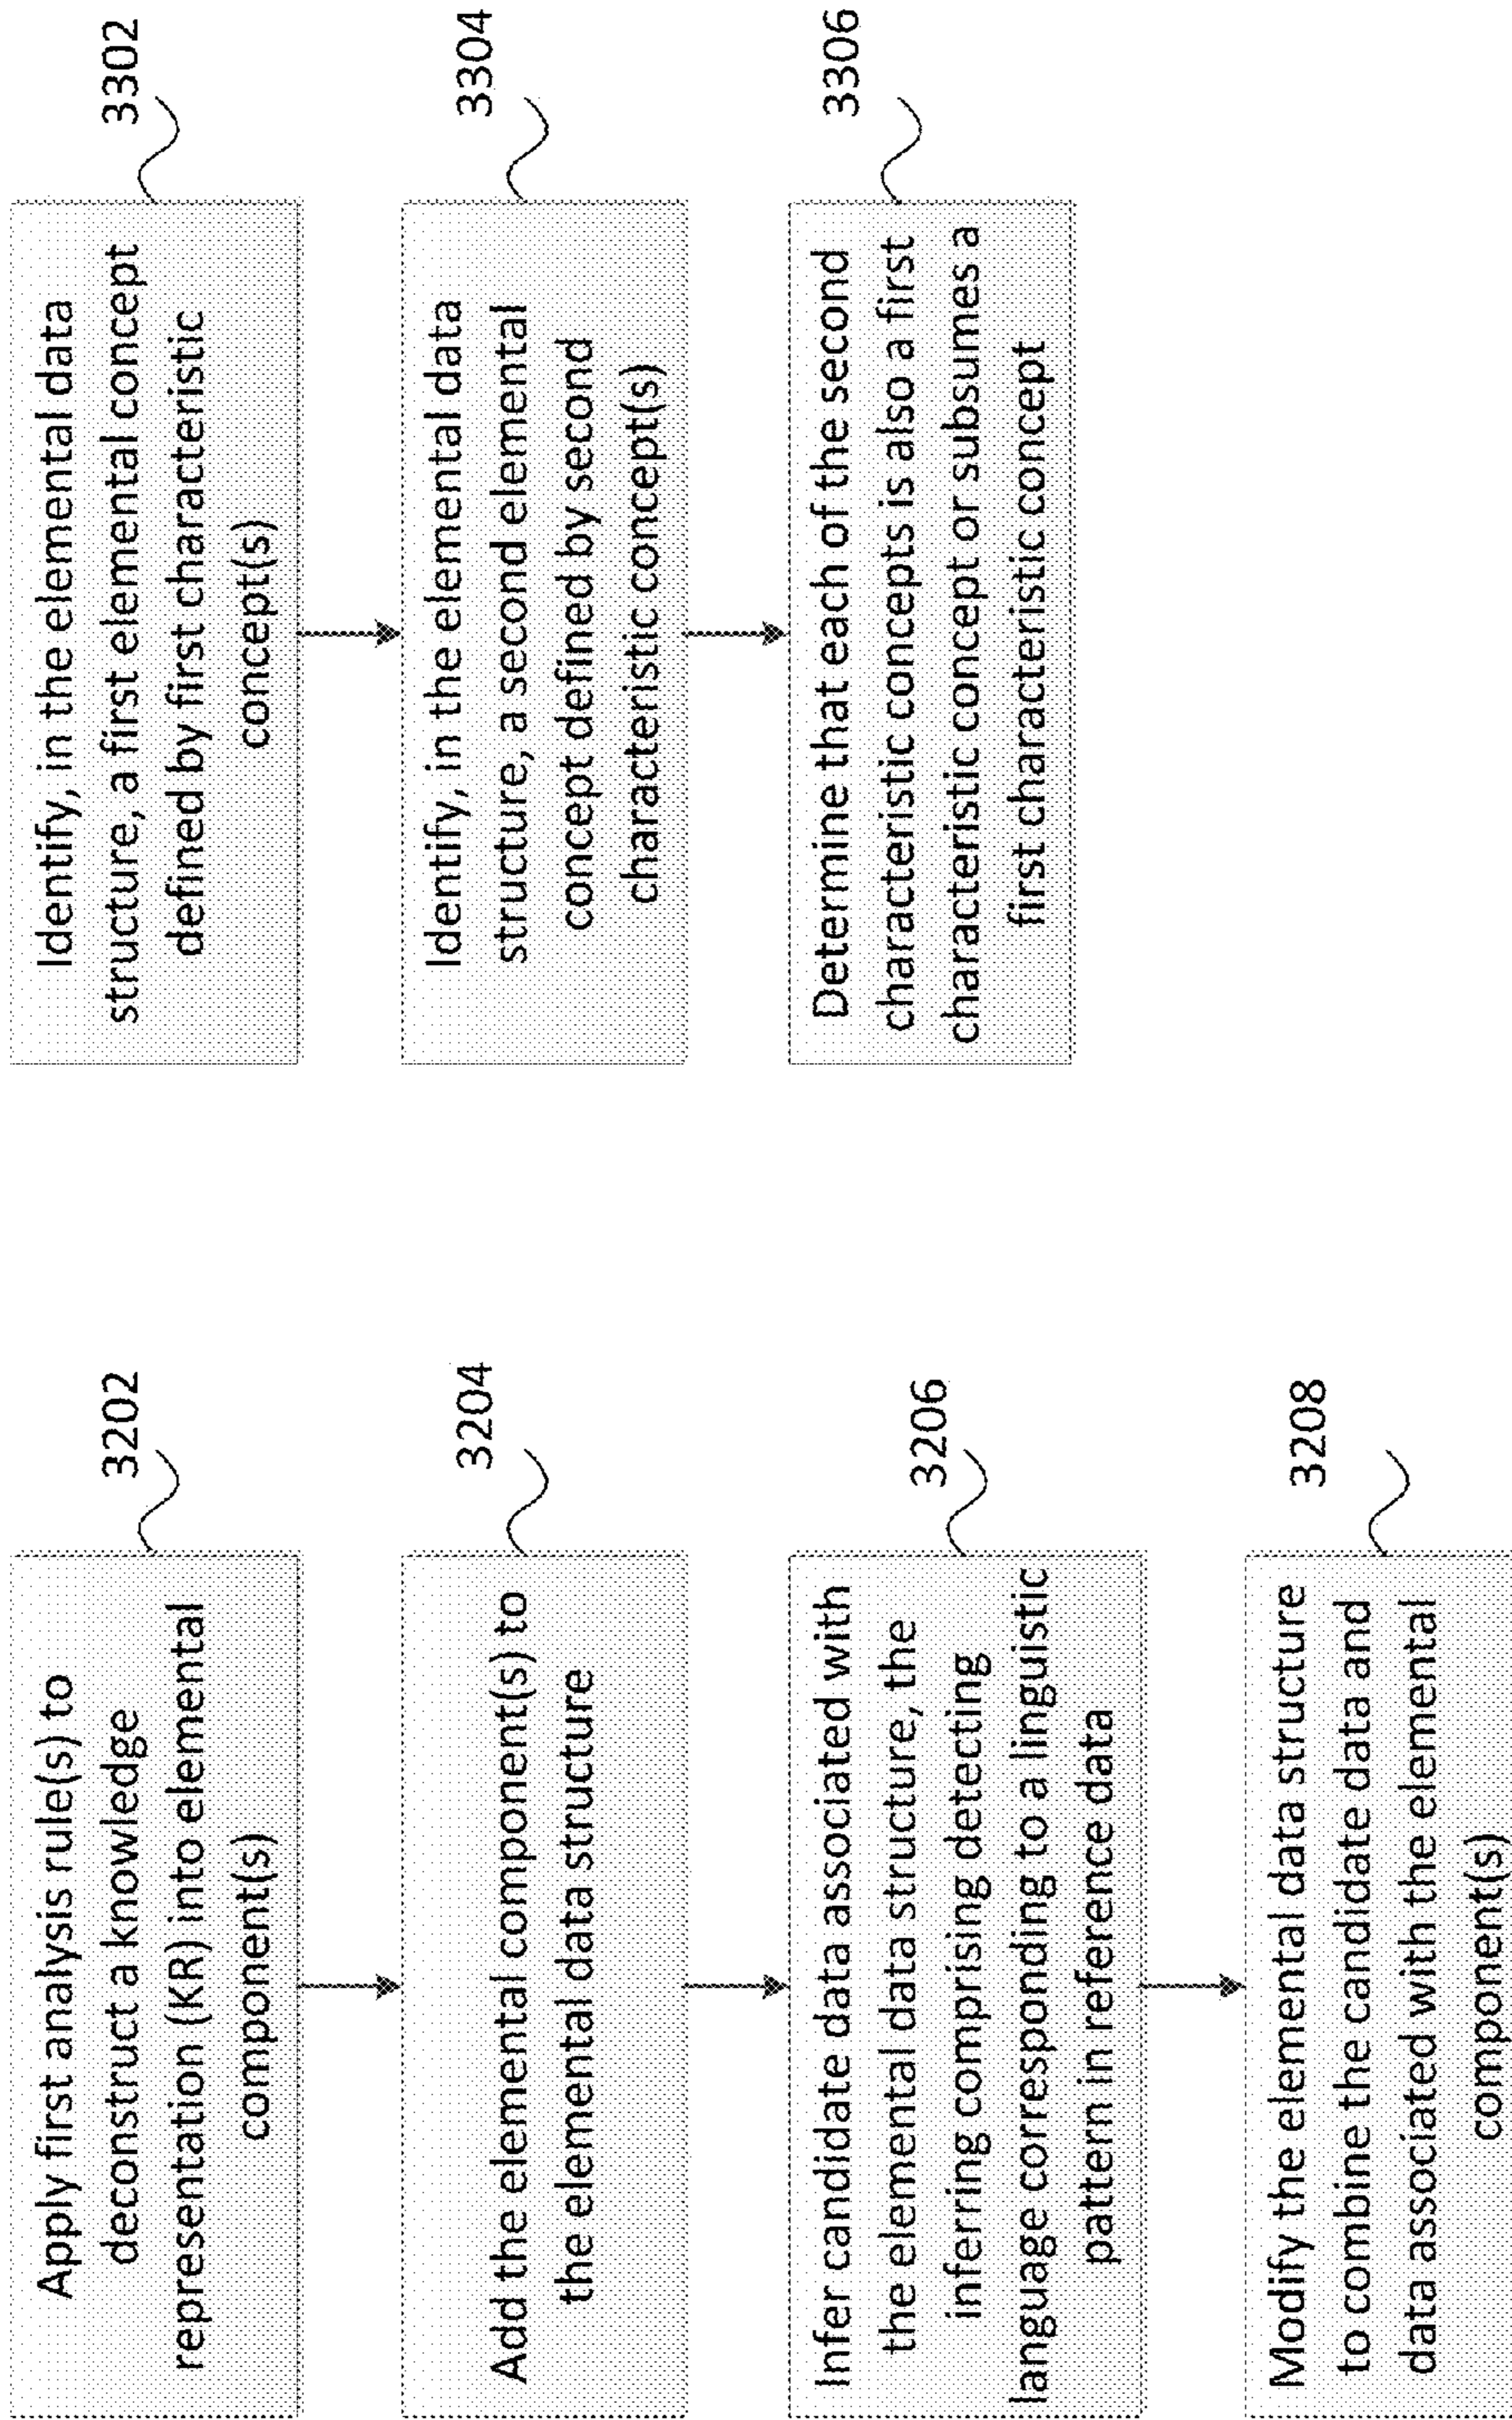 Apply first analysis rule(s) to
deconstruct a knowledge
representation (KR) into elemental
component(s)
3202
Add the elemental component(s) to
the elemental data structure
3204
Infer candidate data associated with
the elemental data structure, the
inferring comprising detecting
language corresponding to a linguistic
pattern in reference data
3206
Modify the elemental data structure
to combine the candidate data and
data associated with the elemental
component(s)
3208
Identify, in the elemental data
structure, a first elemental concept
defined by first characteristic
concept(s)
3302
Identify, in the elemental data
structure, a second elemental
concept defined by second
characteristic concept(s)
3304
Determine that each of the second
characteristic concepts is also a first
characteristic concept or subsumes a
first characteristic concept
3306